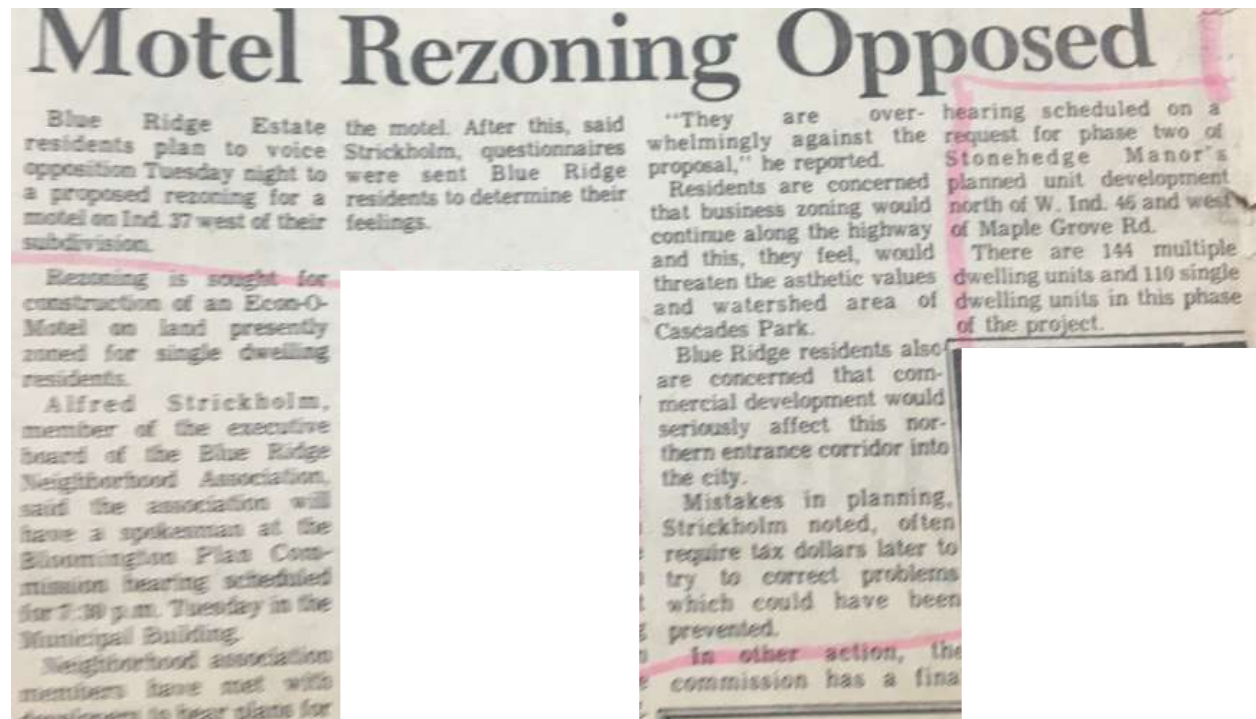 Motel Rezoning Opposed
Blue Ridge Estate
residents plan to voice
opposition Tuesday night to
a proposed rezoning for a
motel on Ind. 37 west of their
subdivision.
Rezoning is sought for
construction of an Econ-O-
Motel on land presently
zoned for single dwelling
residents.
Alfred Strickholm,
member of the executive
board of the Blue Ridge
Neighborhood Association,
said the association will
have a spokesman at the
Bloomington Plan Com-
mission hearing scheduled
for 7:30 p.m. Tuesday in the
Municipal Building.
Neighborhood association
members have met with
developers to hear plans for
the motel. After this, said
Strickholm, questionnaires
were sent Blue Ridge
residents to determine their
feelings.
"They are over-
whelmingly against the
proposal," he reported.
Residents are concerned
that business zoning would
continue along the highway
and this, they feel, would
threaten the asthetic values
and watershed area of
Cascades Park.
Blue Ridge residents also
are concerned that com-
mercial development would
seriously affect this nor-
thern entrance corridor into
the city.
Mistakes in planning,
Strickholm noted, often
require tax dollars later to
try to correct problems
which could have been
prevented.
In other action, the
commission has a fina
hearing scheduled on a
request for phase two of
Stonehedge Manor's
planned unit development
north of W. Ind. 46 and west
of Maple Grove Rd.
There are 144 multiple
dwelling units and 110 single
dwelling units in this phase
of the project.